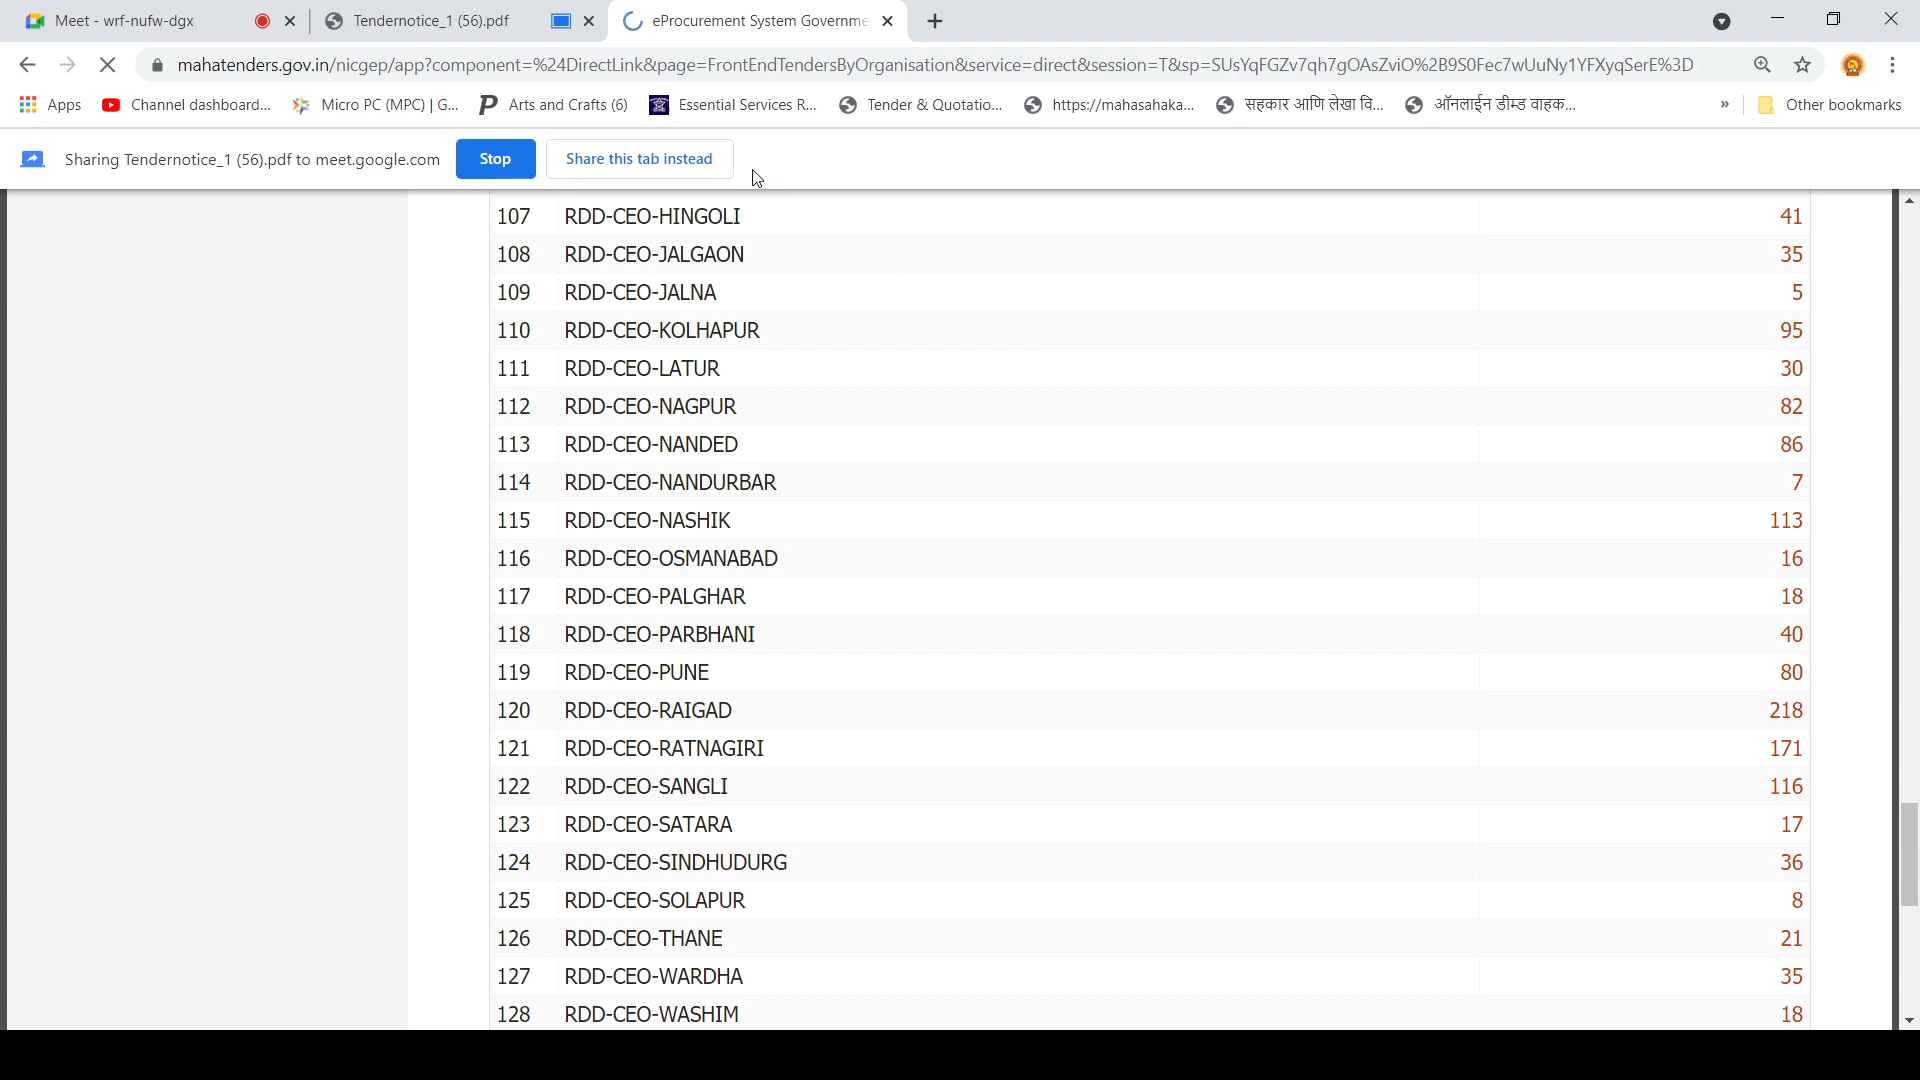 Meet - wrf-nufw-dgx
Tendernotice_1 (56).pdf
eProcurement System Governme
mahatenders.gov.in/nicgep/app?component=%24DirectLink&page=FrontEndTendersByOrganisation&service=direct&session=T&sp=SUsYqFGZv7qh7gOAsZviO%2B9S0Fec7wUuNy1YFXyqSerE%3D
Apps
Channel dashboard...
Micro PC (MPC) | G...
Arts and Crafts (6)
Essential Services R...
Tender & Quotatio...
https://mahasahaka...
सहकार आणि लेखा वि...
ऑनलाईन डीम्ड वाहक...
»
Other bookmarks
Sharing Tendernotice_1 (56).pdf to meet.google.com
Stop
Share this tab instead
107 RDD-CEO-HINGOLI 41
108 RDD-CEO-JALGAON 35
109 RDD-CEO-JALNA 5
110 RDD-CEO-KOLHAPUR 95
111 RDD-CEO-LATUR 30
112 RDD-CEO-NAGPUR 82
113 RDD-CEO-NANDED 86
114 RDD-CEO-NANDURBAR 7
115 RDD-CEO-NASHIK 113
116 RDD-CEO-OSMANABAD 16
117 RDD-CEO-PALGHAR 18
118 RDD-CEO-PARBHANI 40
119 RDD-CEO-PUNE 80
120 RDD-CEO-RAIGAD 218
121 RDD-CEO-RATNAGIRI 171
122 RDD-CEO-SANGLI 116
123 RDD-CEO-SATARA 17
124 RDD-CEO-SINDHUDURG 36
125 RDD-CEO-SOLAPUR 8
126 RDD-CEO-THANE 21
127 RDD-CEO-WARDHA 35
128 RDD-CEO-WASHIM 18